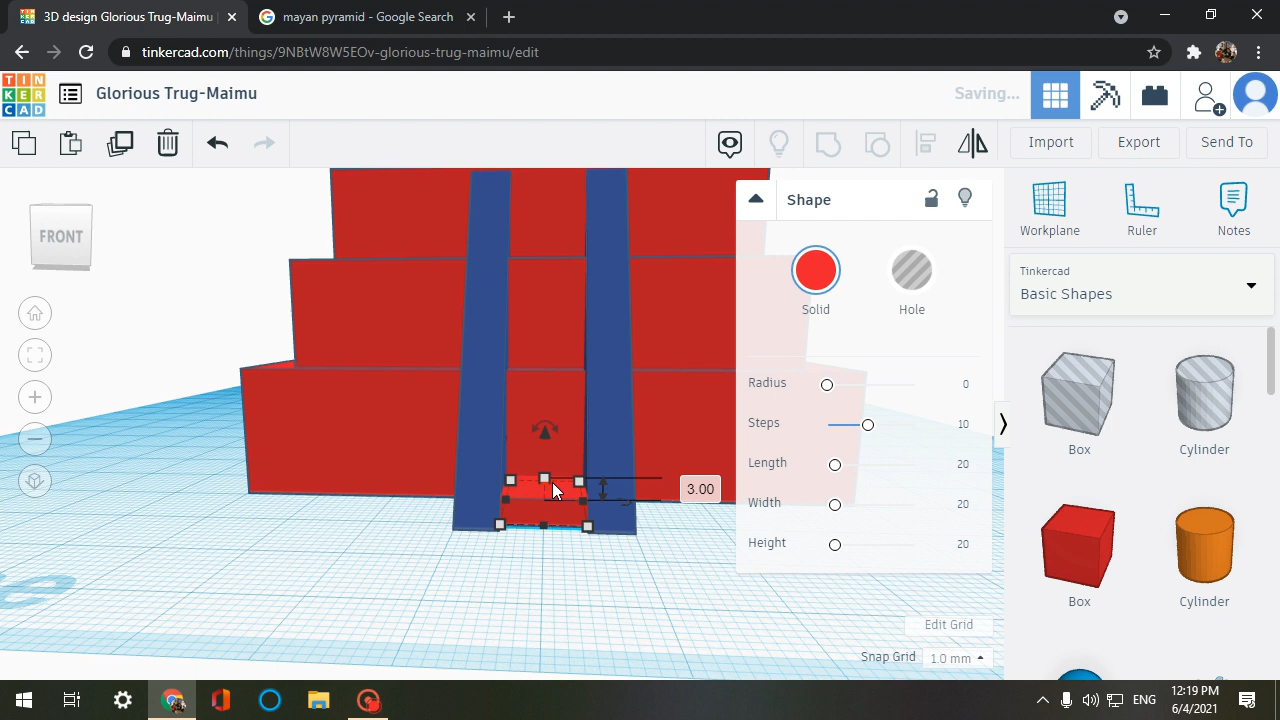 3D design Glorious Trug-Maimu
mayan pyramid - Google Search
tinkercad.com/things/9NBtW8W5EOv-glorious-trug-maimu/edit
TIN
KER
CAD
Glorious Trug-Maimu
Saving...
Import
Export
Send To
FRONT
Shape
Solid
Hole
Radius 0
Steps 10
Length 20
Width 20
Height 20
3.00
Workplane
Ruler
Notes
Tinkercad
Basic Shapes
Box
Cylinder
Box
Cylinder
Edit Grid
Snap Grid 1.0 mm
ENG
12:19 PM
6/4/2021